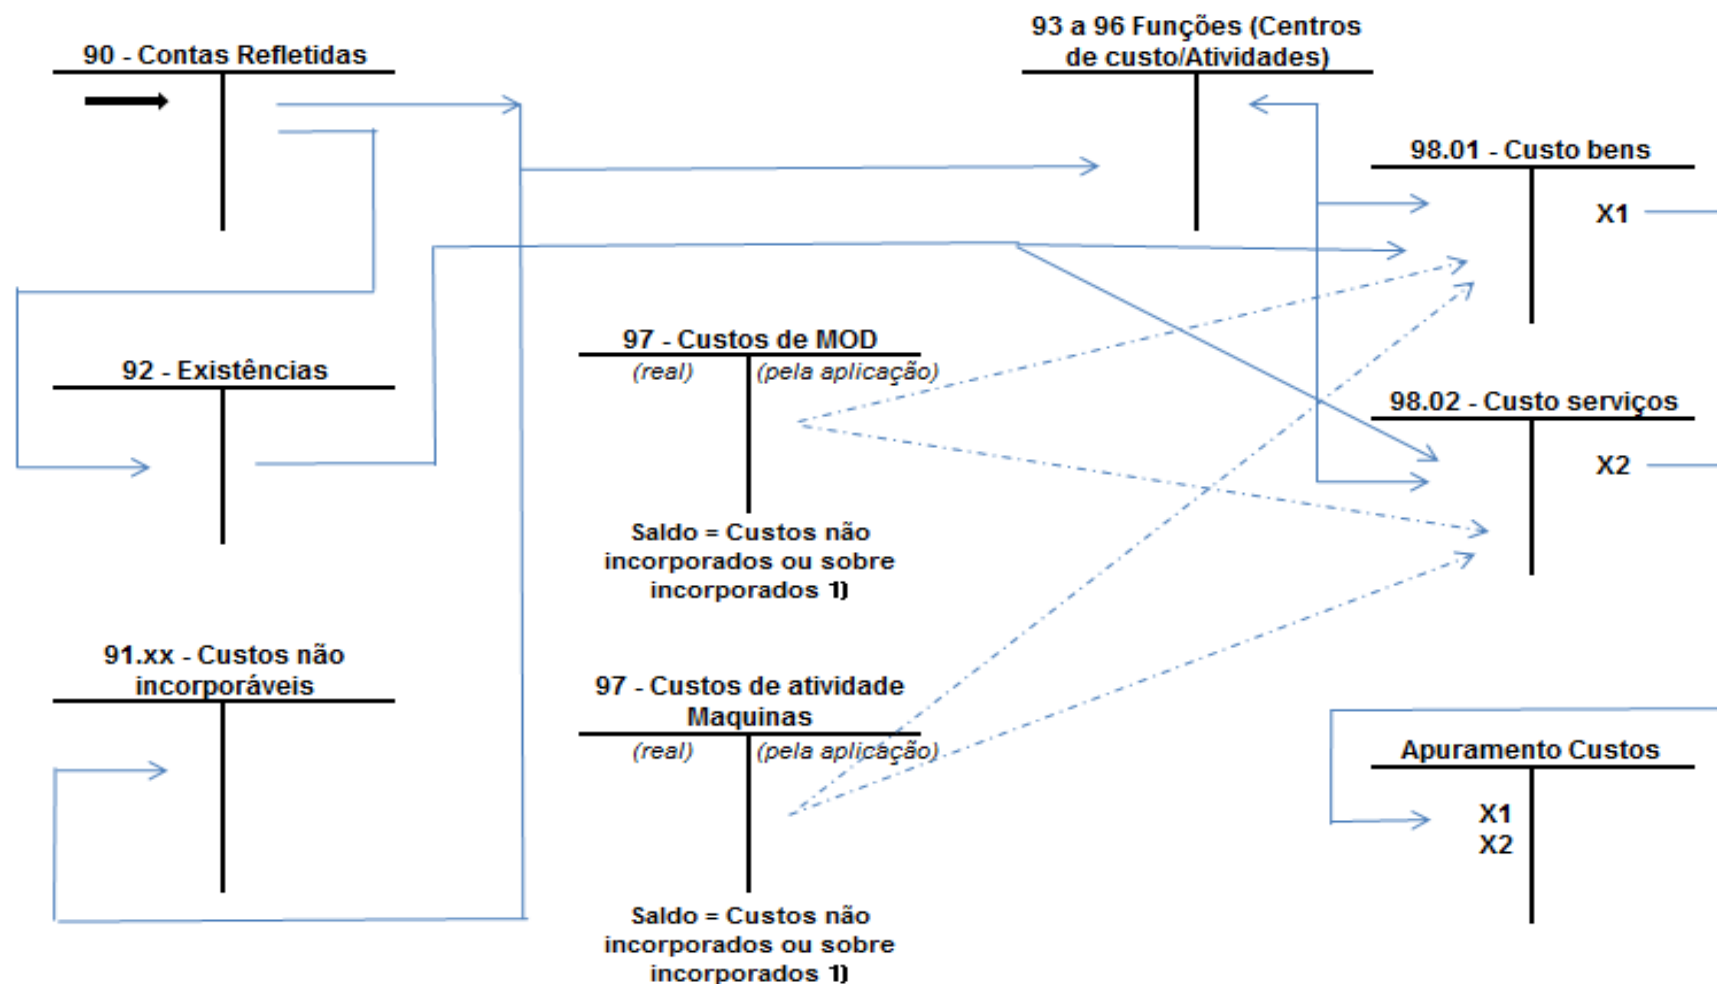 90 - Contas Refletidas
93 a 96 Funções (Centros
de custo/Atividades)
98.01 - Custo bens
X1
92 - Existências
97 - Custos de MOD
(real)
(pela aplicação)
98.02 - Custo serviços
X2
Saldo = Custos não
incorporados ou sobre
incorporados 1)
91.xx - Custos não
incorporáveis
97 - Custos de atividade
Maquinas
(real)
(pela aplicação)
Apuramento Custos
X1
X2
Saldo = Custos não
incorporados ou sobre
incorporados 1)